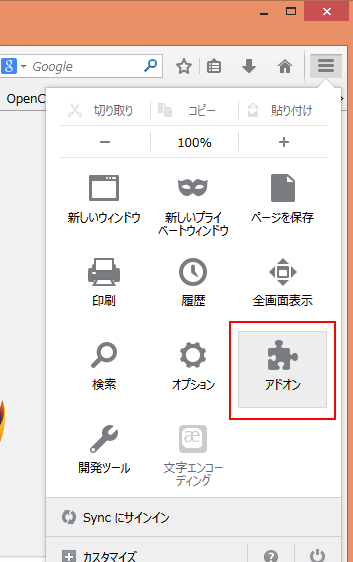 Google
OpenC
切り取り
コピー
貼り付け
100%
新しいウィンドウ
新しいプライ
ベートウィンドウ
ページを保存
印刷
履歴
全画面表示
検索
オプション
アドオン
開発ツール
文字エンコー
ディング
Sync にサインイン
カスタマイズ